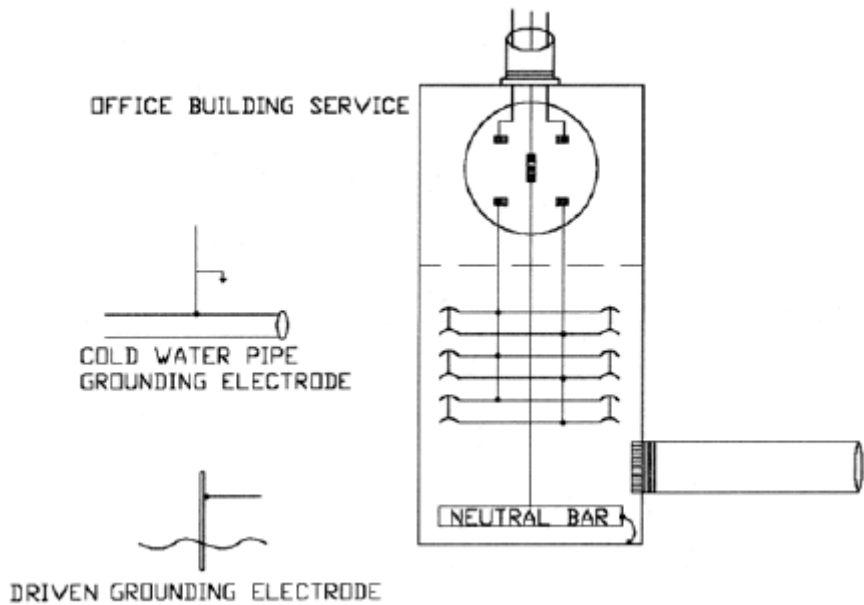 OFFICE BUILDING SERVICE
COLD WATER PIPE
GROUNDING ELECTRODE
NEUTRAL BAR
DRIVEN GROUNDING ELECTRODE